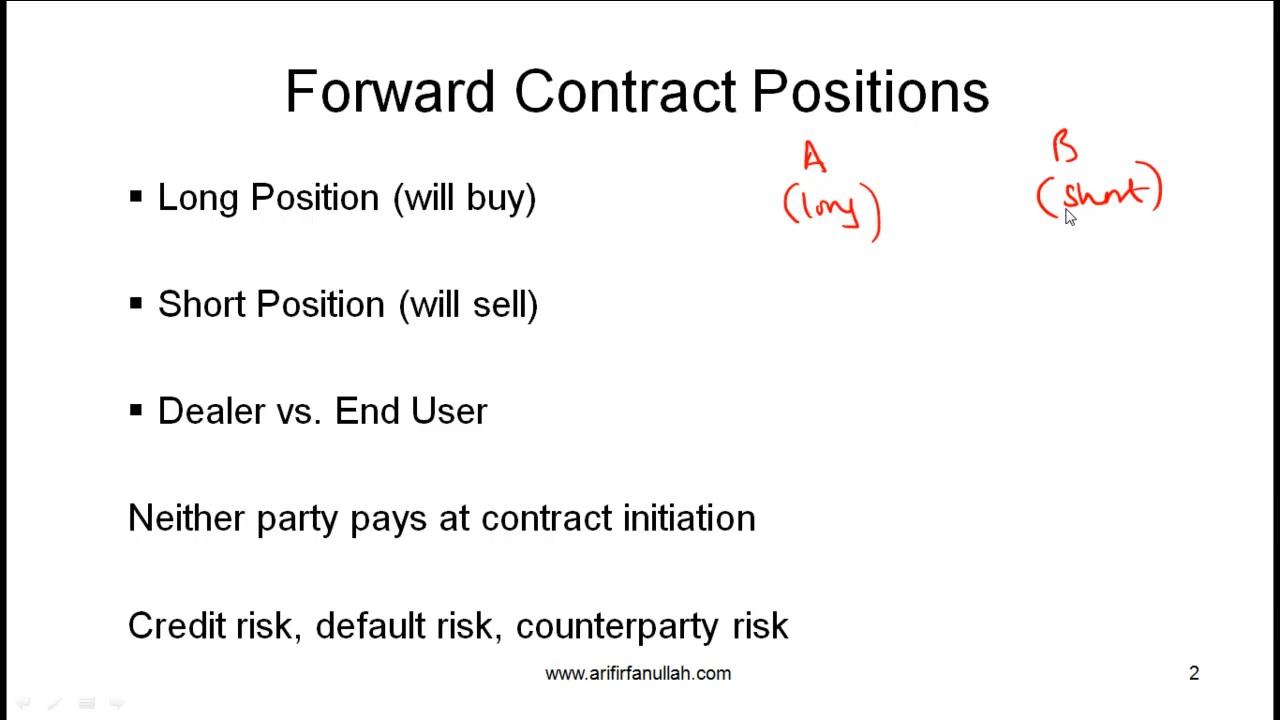 Forward Contract Positions
A
B
▪ Long Position (will buy)
(long)
(short)
▪ Short Position (will sell)
▪ Dealer vs. End User
Neither party pays at contract initiation
Credit risk, default risk, counterparty risk
www.arifirfanullah.com
2